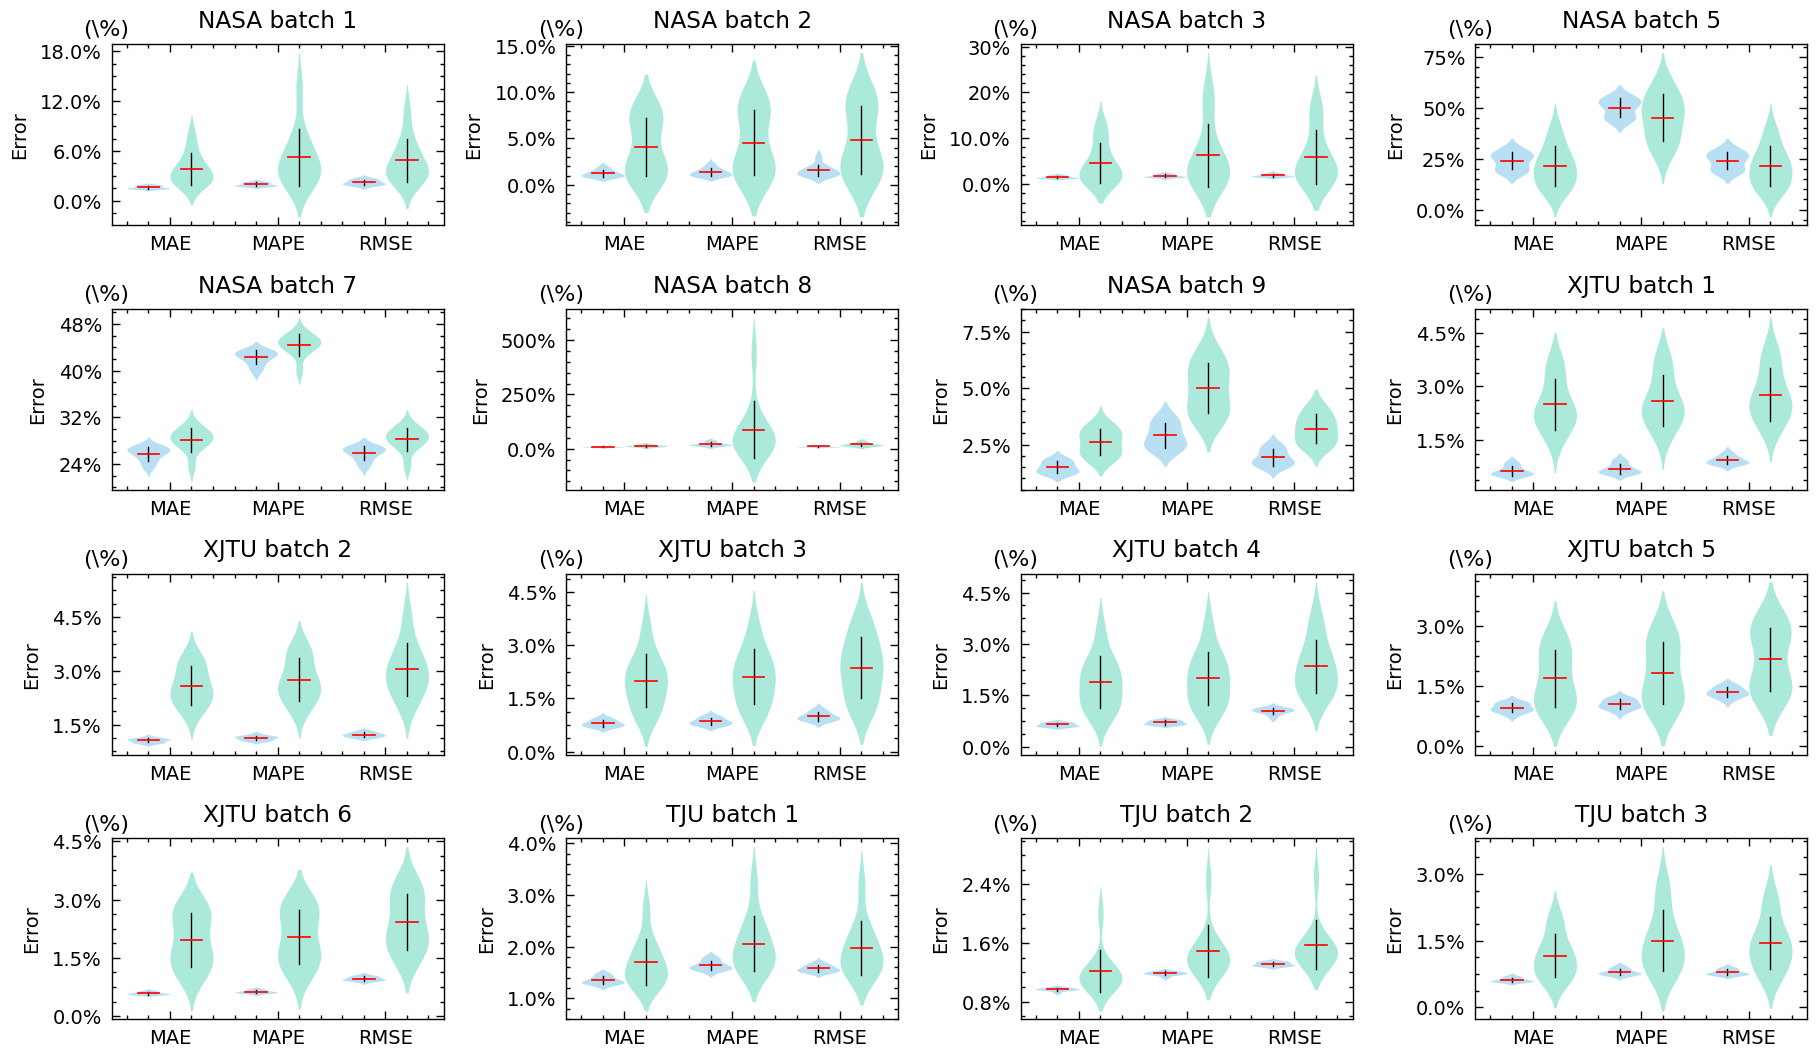 NASA batch 1
(\%)
18.0%
12.0%
6.0%
0.0%
Error
MAE MAPE RMSE
NASA batch 2
(\%)
15.0%
10.0%
5.0%
0.0%
Error
MAE MAPE RMSE
NASA batch 3
(\%)
30%
20%
10.0%
0.0%
Error
MAE MAPE RMSE
NASA batch 5
(\%)
75%
50%
25%
0.0%
Error
MAE MAPE RMSE
NASA batch 7
(\%)
48%
40%
32%
24%
Error
MAE MAPE RMSE
NASA batch 8
(\%)
500%
250%
0.0%
Error
MAE MAPE RMSE
NASA batch 9
(\%)
7.5%
5.0%
2.5%
Error
MAE MAPE RMSE
XJTU batch 1
(\%)
4.5%
3.0%
1.5%
Error
MAE MAPE RMSE
XJTU batch 2
(\%)
4.5%
3.0%
1.5%
Error
MAE MAPE RMSE
XJTU batch 3
(\%)
4.5%
3.0%
1.5%
0.0%
Error
MAE MAPE RMSE
XJTU batch 4
(\%)
4.5%
3.0%
1.5%
0.0%
Error
MAE MAPE RMSE
XJTU batch 5
(\%)
3.0%
1.5%
0.0%
Error
MAE MAPE RMSE
XJTU batch 6
(\%)
4.5%
3.0%
1.5%
0.0%
Error
MAE MAPE RMSE
TJU batch 1
(\%)
4.0%
3.0%
2.0%
1.0%
Error
MAE MAPE RMSE
TJU batch 2
(\%)
2.4%
1.6%
0.8%
Error
MAE MAPE RMSE
TJU batch 3
(\%)
3.0%
1.5%
0.0%
Error
MAE MAPE RMSE